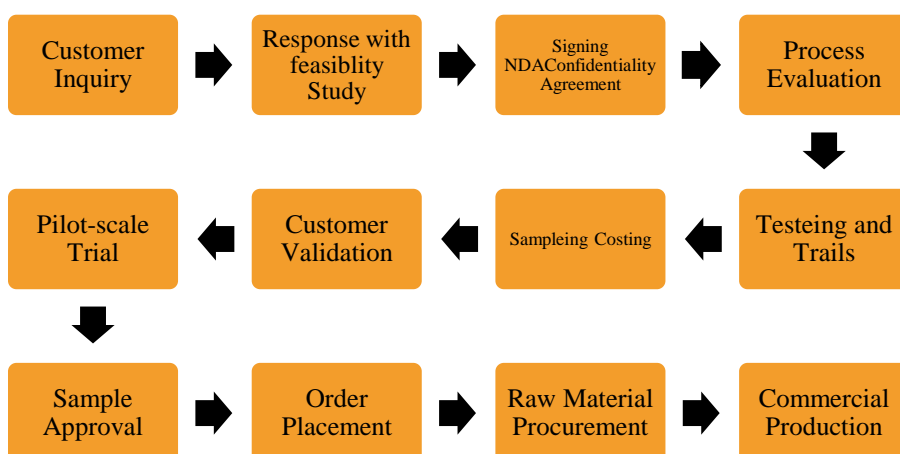 Customer
Inquiry
Response with
feasiblity
Study
Signing
NDAConfidentiality
Agreement
Process
Evaluation
Testeing and
Trails
Sampleing Costing
Customer
Validation
Pilot-scale
Trial
Sample
Approval
Order
Placement
Raw Material
Procurement
Commercial
Production